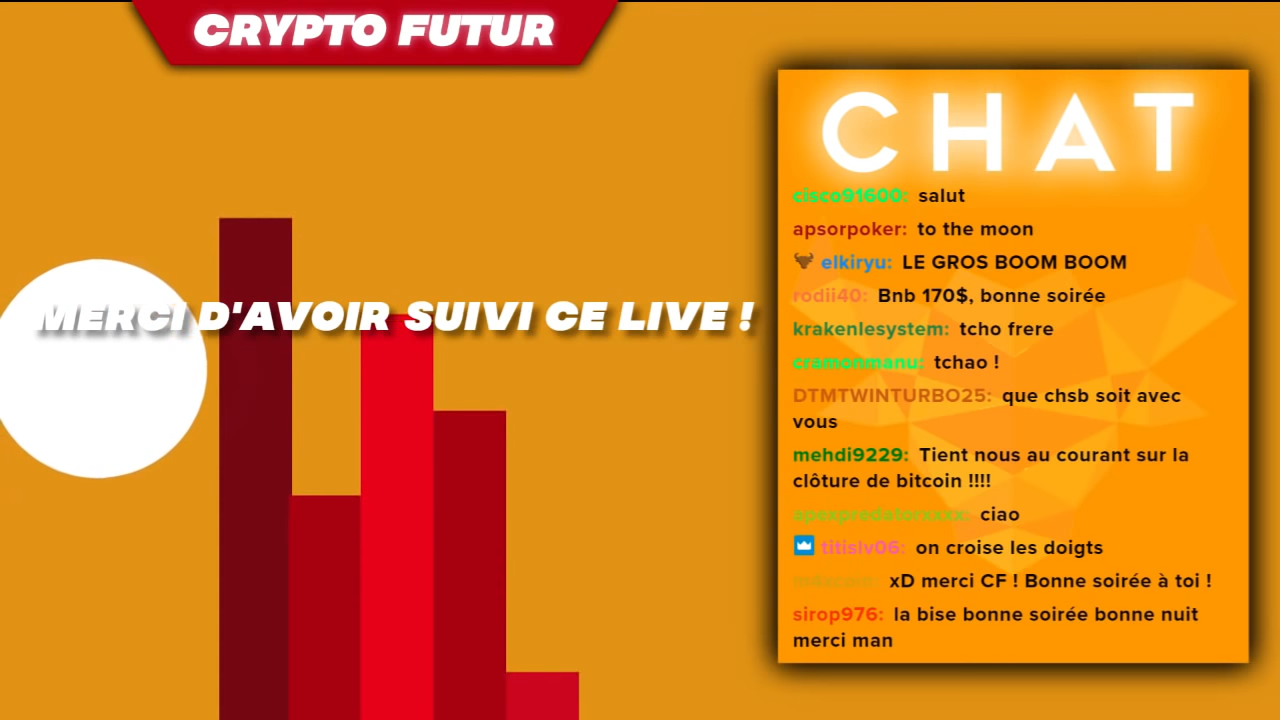 CRYPTO FUTUR
MERCI D'AVOIR SUIVI CE LIVE !
CHAT
cisco91600: salut
apsorpoker: to the moon
elkiryu: LE GROS BOOM BOOM
rodii40: Bnb 170$, bonne soirée
krakenlesystem: tcho frere
cramonmanu: tchao !
DTMTWINTURBO25: que chsb soit avec
vous
mehdi9229: Tient nous au courant sur la
clôture de bitcoin !!!!
apexpredatorxxxx: ciao
titislv06: on croise les doigts
xD merci CF ! Bonne soirée à toi !
sirop976: la bise bonne soirée bonne nuit
merci man